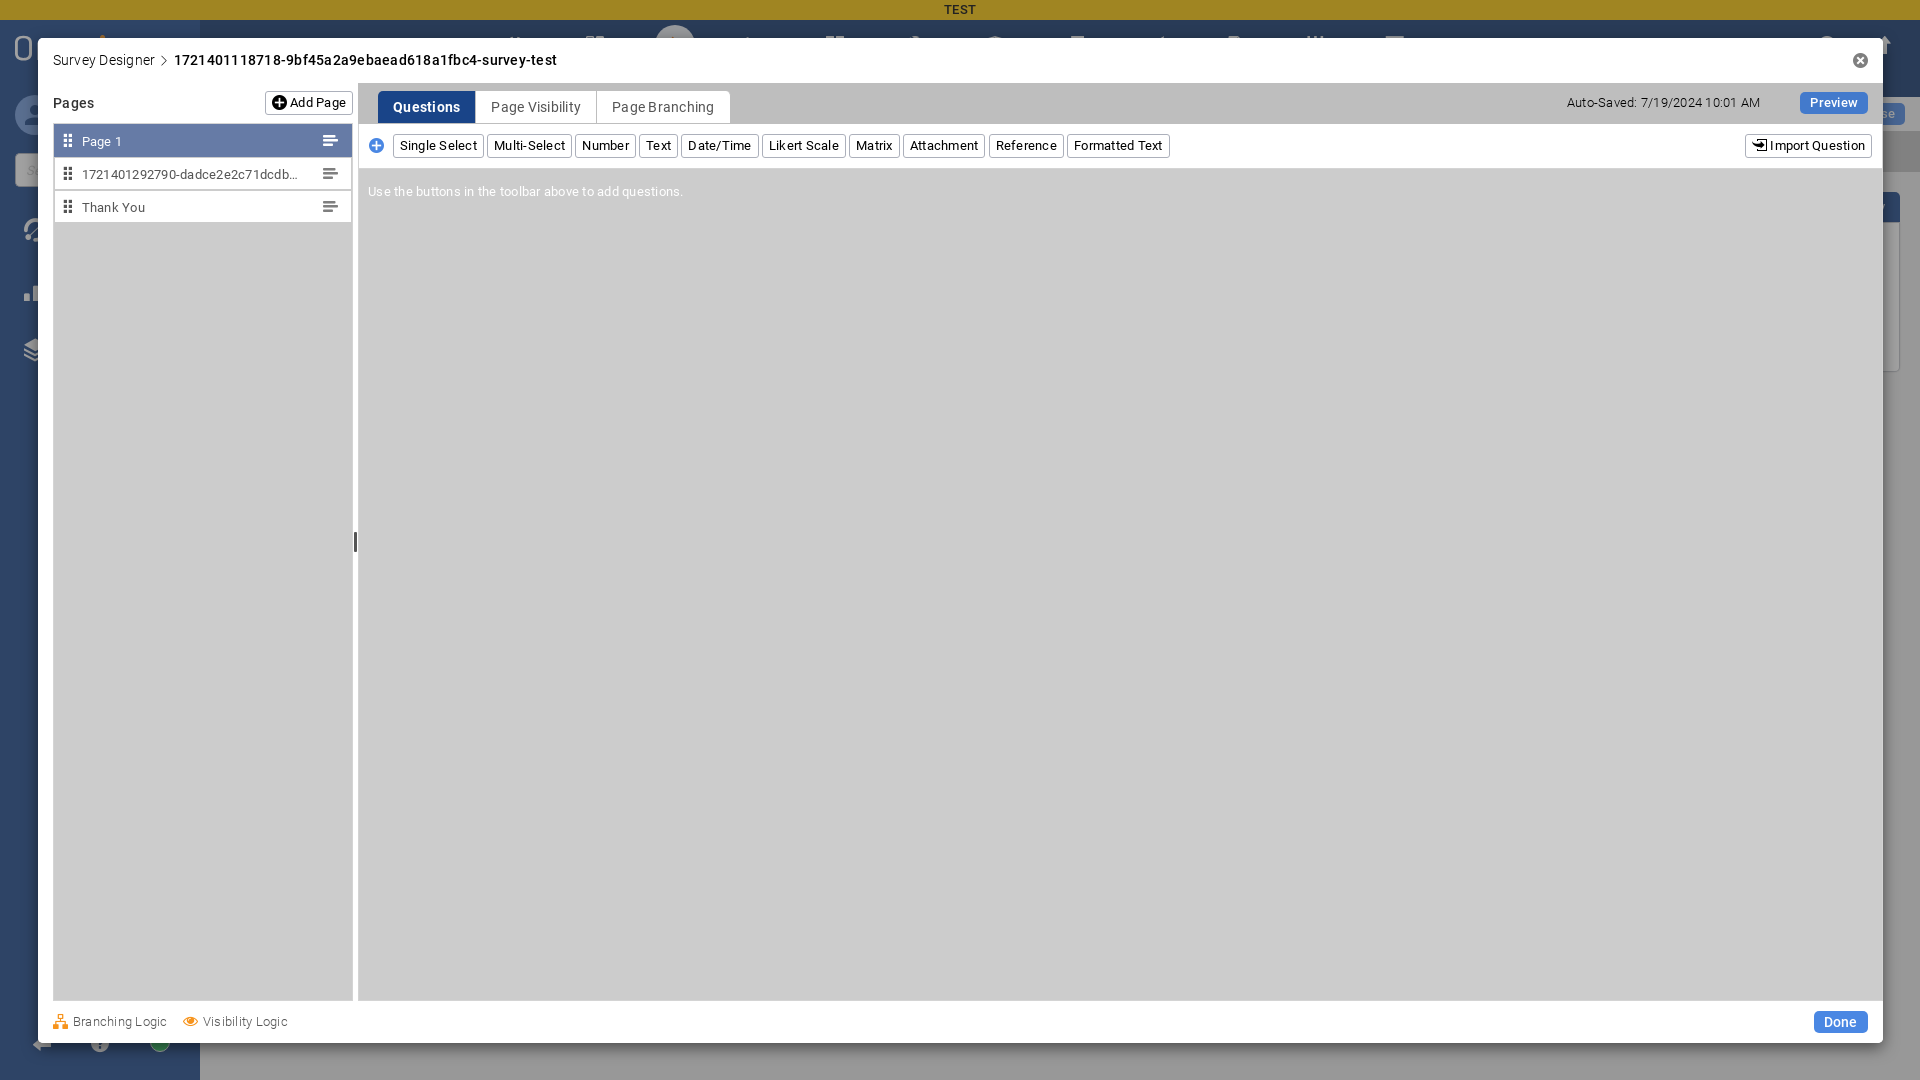 TEST
Survey Designer > 1721401118718-9bf45a2a9ebaead618a1fbc4-survey-test
Pages
Add Page
Questions
Page Visibility
Page Branching
Auto-Saved: 7/19/2024 10:01 AM
Preview
Page 1
1721401292790-dadce2e2c71dcdb...
Thank You
Single Select
Multi-Select
Number
Text
Date/Time
Likert Scale
Matrix
Attachment
Reference
Formatted Text
Import Question
Use the buttons in the toolbar above to add questions.
Branching Logic
Visibility Logic
Done